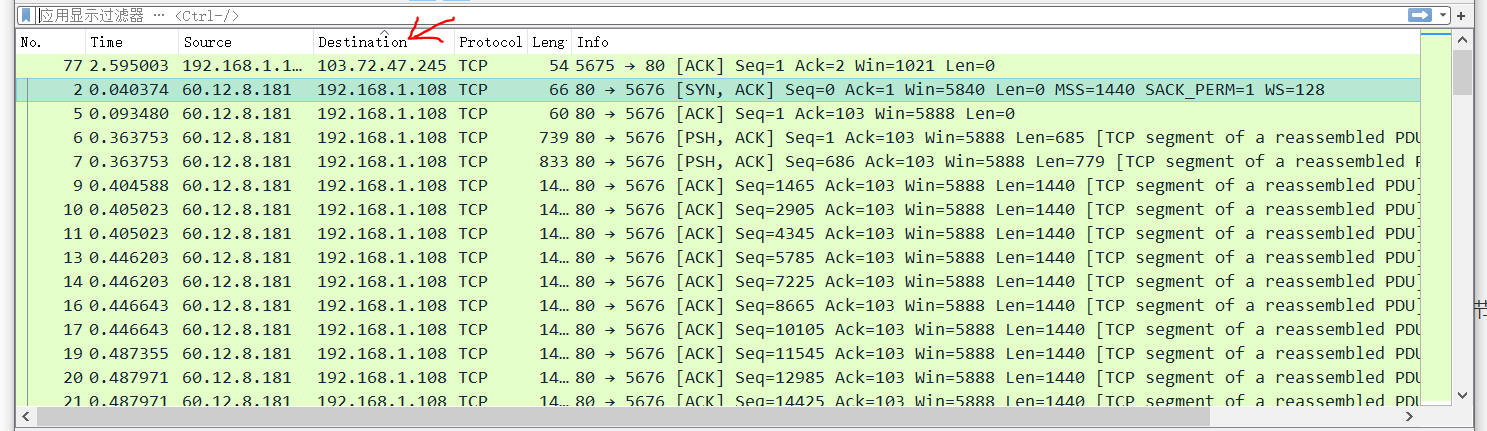 应用显示过滤器 … <Ctrl-/>
No. Time Source Destination Protocol Leng Info
77 2.595003 192.168.1.1… 103.72.47.245 TCP 54 5675 → 80 [ACK] Seq=1 Ack=2 Win=1021 Len=0
2 0.040374 60.12.8.181 192.168.1.108 TCP 66 80 → 5676 [SYN, ACK] Seq=0 Ack=1 Win=5840 Len=0 MSS=1440 SACK_PERM=1 WS=128
5 0.093480 60.12.8.181 192.168.1.108 TCP 60 80 → 5676 [ACK] Seq=1 Ack=103 Win=5888 Len=0
6 0.363753 60.12.8.181 192.168.1.108 TCP 739 80 → 5676 [PSH, ACK] Seq=1 Ack=103 Win=5888 Len=685 [TCP segment of a reassembled PDU
7 0.363753 60.12.8.181 192.168.1.108 TCP 833 80 → 5676 [PSH, ACK] Seq=686 Ack=103 Win=5888 Len=779 [TCP segment of a reassembled
9 0.404588 60.12.8.181 192.168.1.108 TCP 14… 80 → 5676 [ACK] Seq=1465 Ack=103 Win=5888 Len=1440 [TCP segment of a reassembled PDU]
10 0.405023 60.12.8.181 192.168.1.108 TCP 14… 80 → 5676 [ACK] Seq=2905 Ack=103 Win=5888 Len=1440 [TCP segment of a reassembled PDU]
11 0.405023 60.12.8.181 192.168.1.108 TCP 14… 80 → 5676 [ACK] Seq=4345 Ack=103 Win=5888 Len=1440 [TCP segment of a reassembled PDU]
13 0.446203 60.12.8.181 192.168.1.108 TCP 14… 80 → 5676 [ACK] Seq=5785 Ack=103 Win=5888 Len=1440 [TCP segment of a reassembled PDU]
14 0.446203 60.12.8.181 192.168.1.108 TCP 14… 80 → 5676 [ACK] Seq=7225 Ack=103 Win=5888 Len=1440 [TCP segment of a reassembled PDU]
16 0.446643 60.12.8.181 192.168.1.108 TCP 14… 80 → 5676 [ACK] Seq=8665 Ack=103 Win=5888 Len=1440 [TCP segment of a reassembled PDU]
17 0.446643 60.12.8.181 192.168.1.108 TCP 14… 80 → 5676 [ACK] Seq=10105 Ack=103 Win=5888 Len=1440 [TCP segment of a reassembled PDU
19 0.487355 60.12.8.181 192.168.1.108 TCP 14… 80 → 5676 [ACK] Seq=11545 Ack=103 Win=5888 Len=1440 [TCP segment of a reassembled PDU
20 0.487971 60.12.8.181 192.168.1.108 TCP 14… 80 → 5676 [ACK] Seq=12985 Ack=103 Win=5888 Len=1440 [TCP segment of a reassembled PDU
21 0.487971 60.12.8.181 192.168.1.108 TCP 14… 80 → 5676 [ACK] Seq=14425 Ack=103 Win=5888 Len=1440 [TCP segment of a reassembled PDU